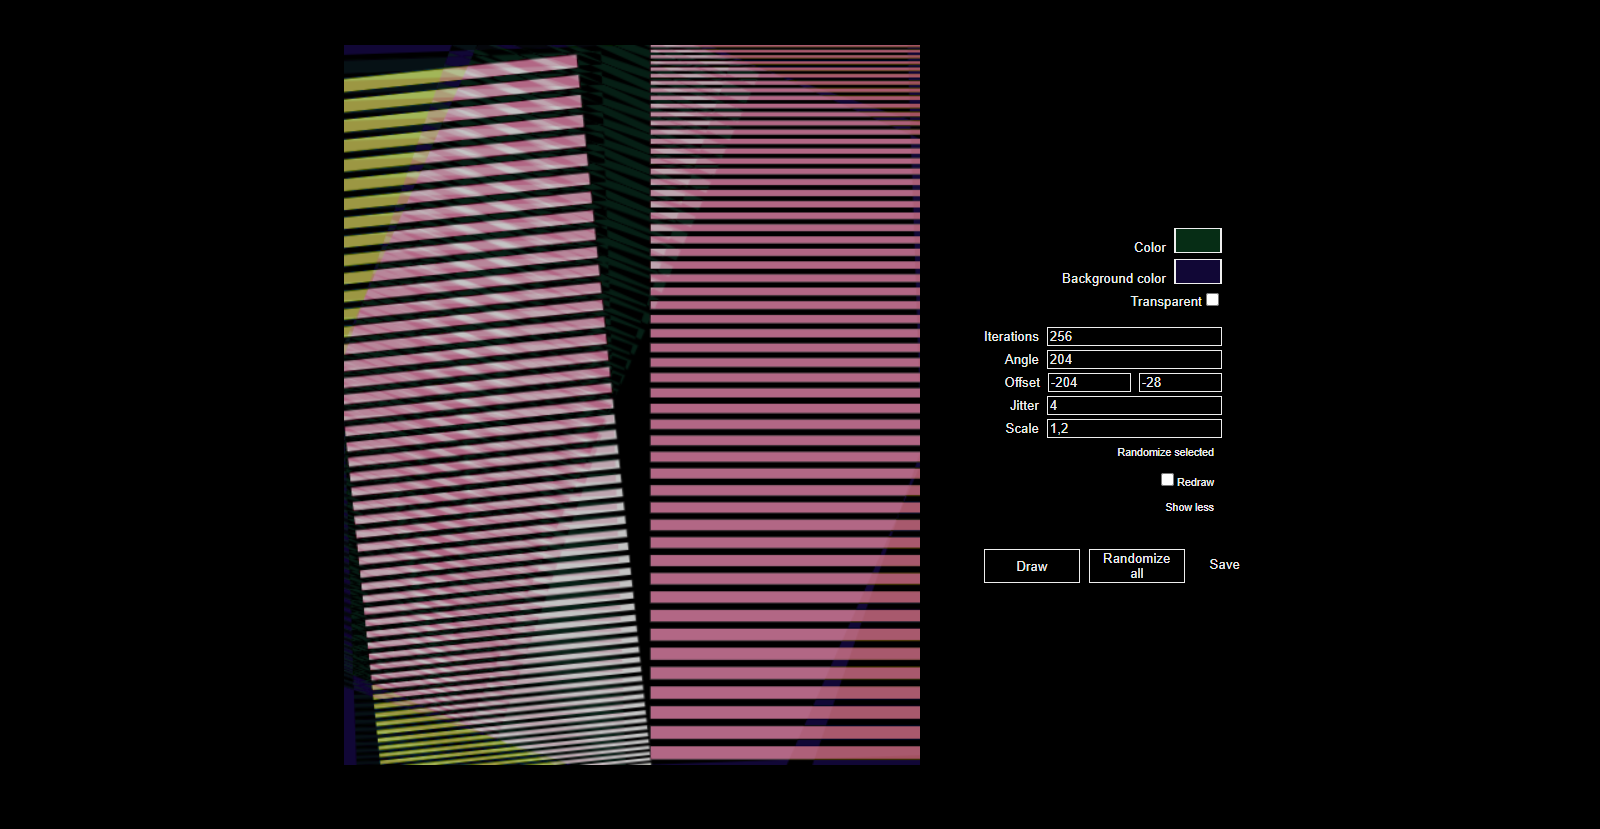 Color
Background color
Transparent
Iterations 256
Angle 204
Offset -204 -28
Jitter 4
Scale 1,2
Randomize selected
Redraw
Show less
Draw Randomize all Save